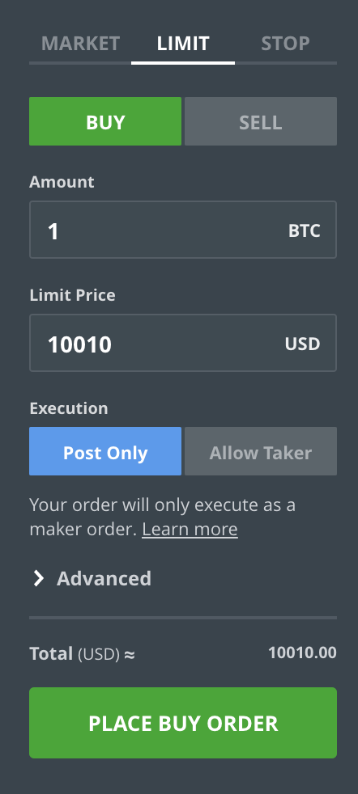 MARKET LIMIT STOP
BUY SELL
Amount
1 BTC
Limit Price
10010 USD
Execution
Post Only Allow Taker
Your order will only execute as a
maker order. Learn more
Advanced
Total (USD) ≈ 10010.00
PLACE BUY ORDER